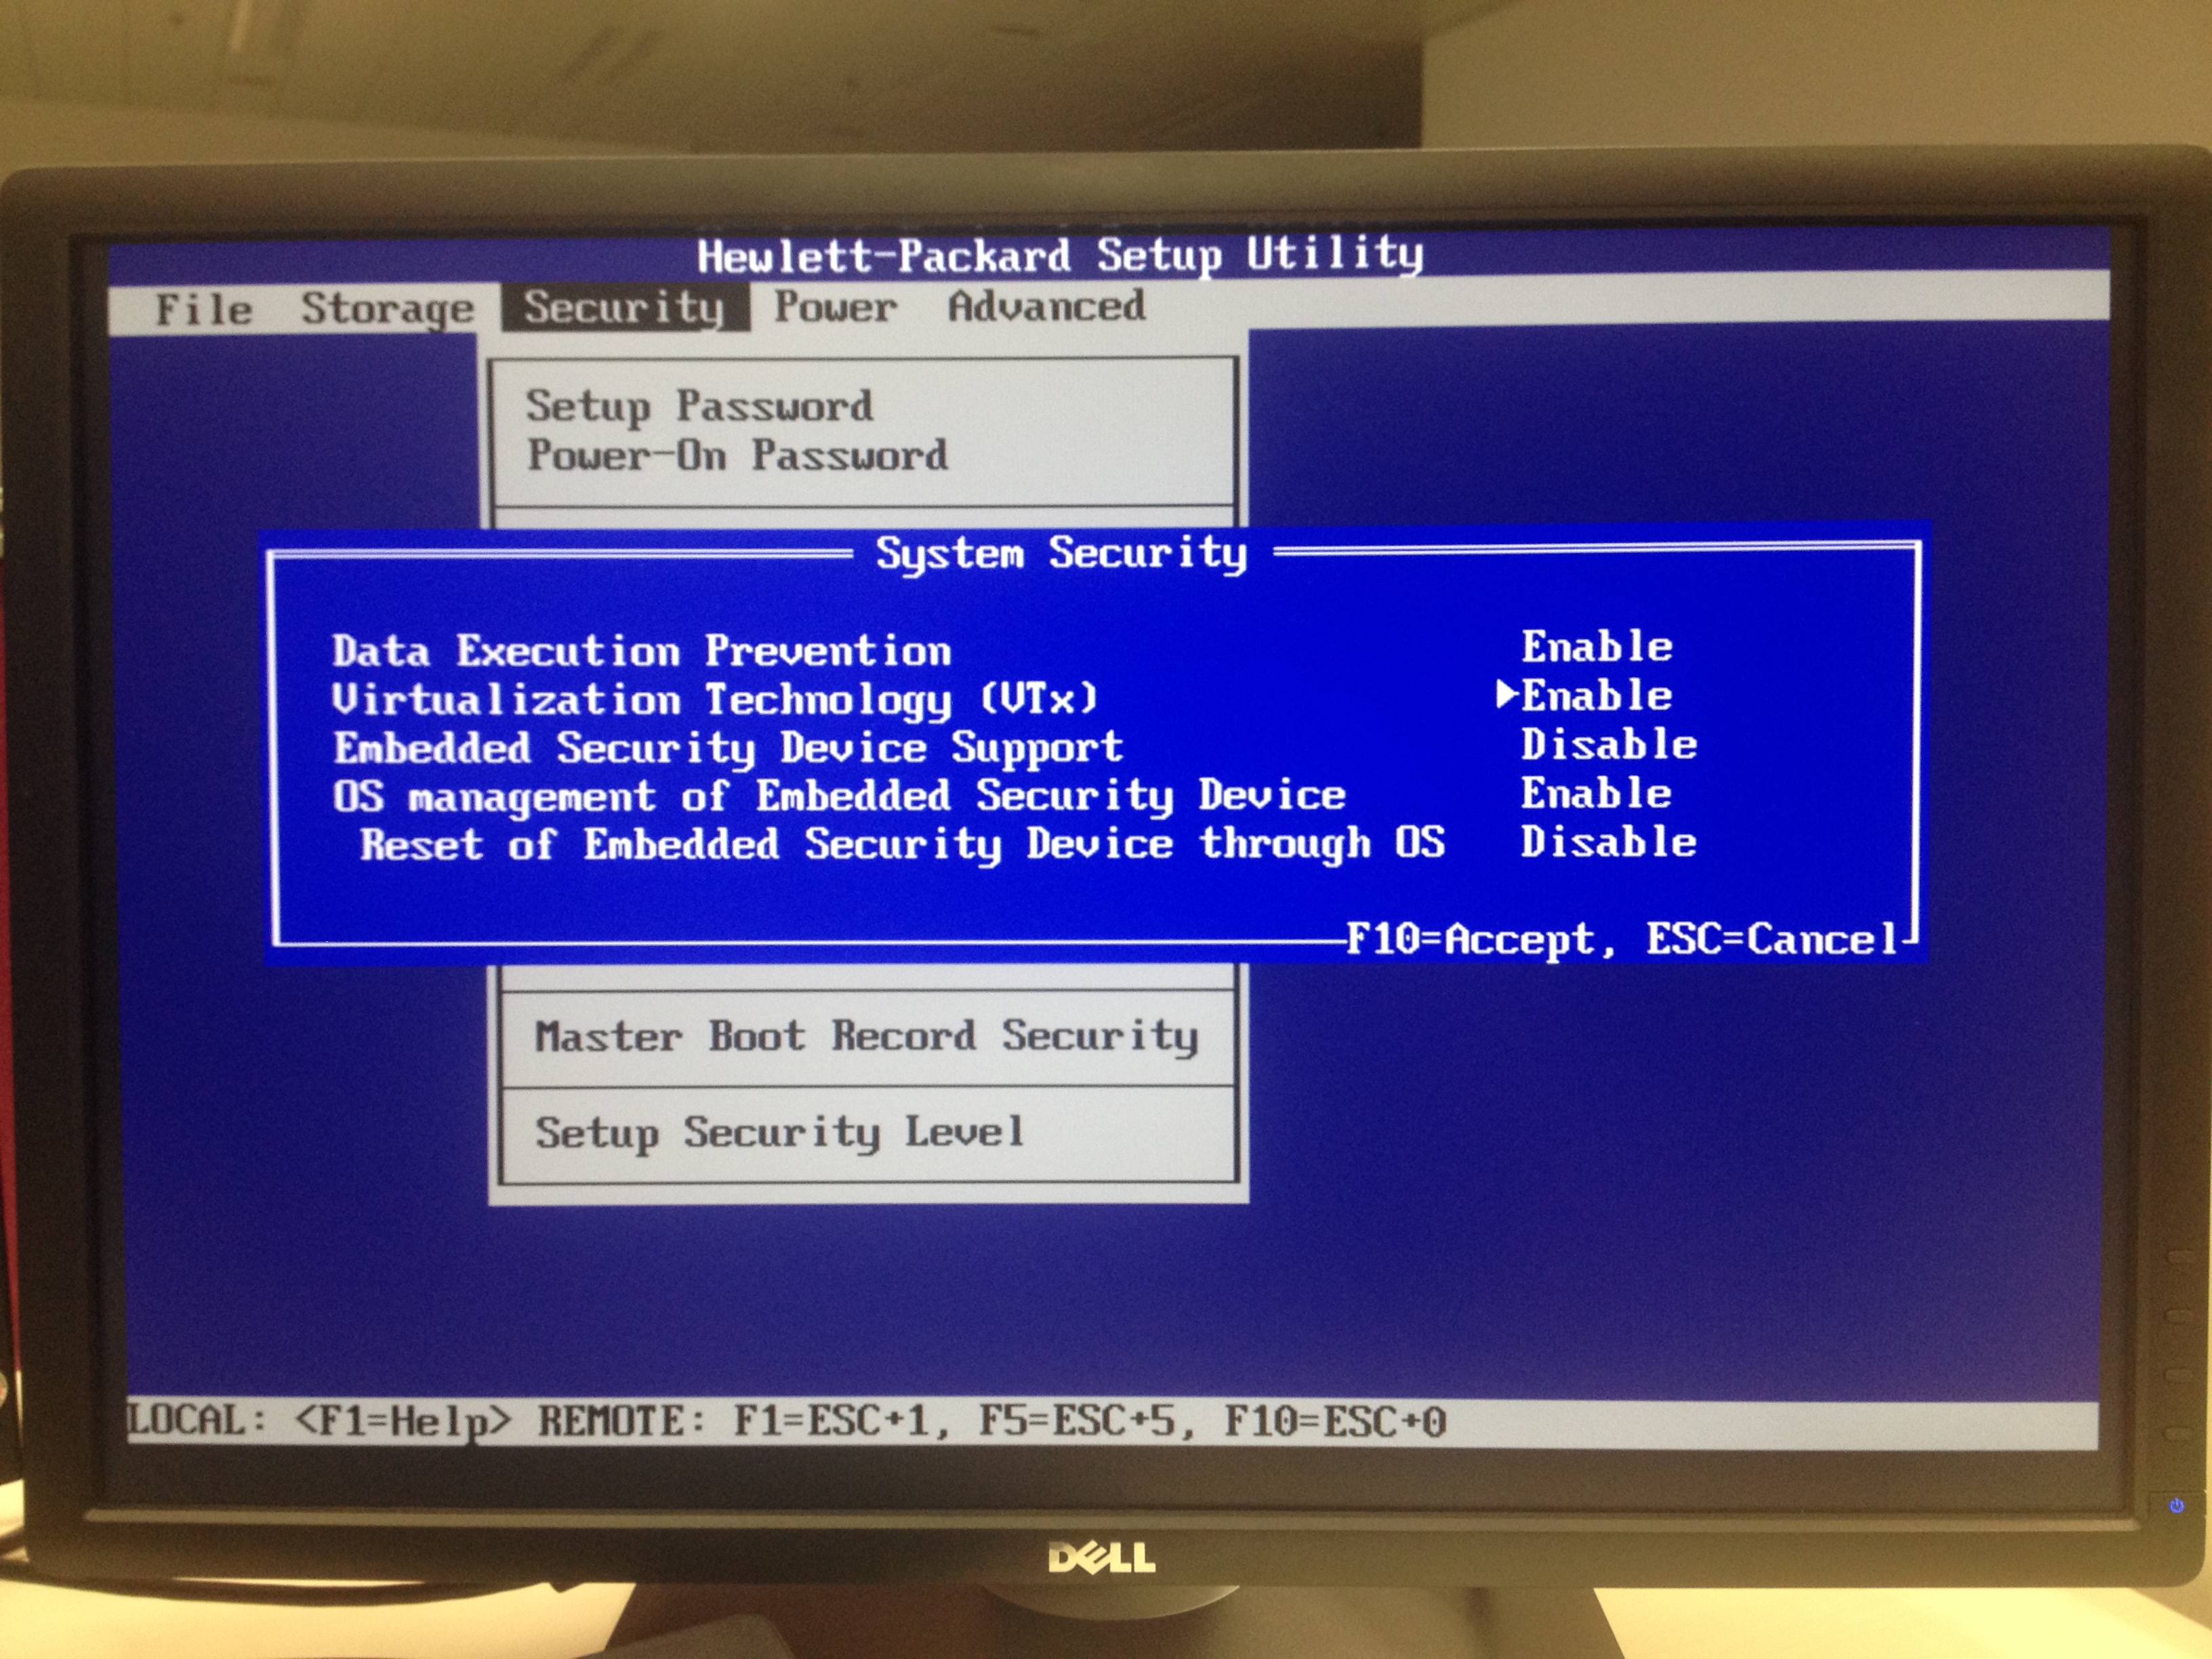 Hewlett-Packard Setup Utility
File Storage Security Power Advanced
Setup Password
Power-On Password
System Security
Data Execution Prevention Enable
Virtualization Technology (VTx) Enable
Embedded Security Device Support Disable
OS management of Embedded Security Device Enable
Reset of Embedded Security Device through OS Disable
F10=Accept, ESC=Cancel
Master Boot Record Security
Setup Security Level
LOCAL: <F1=Help> REMOTE: F1=ESC+1, F5=ESC+5, F10=ESC+0
DELL